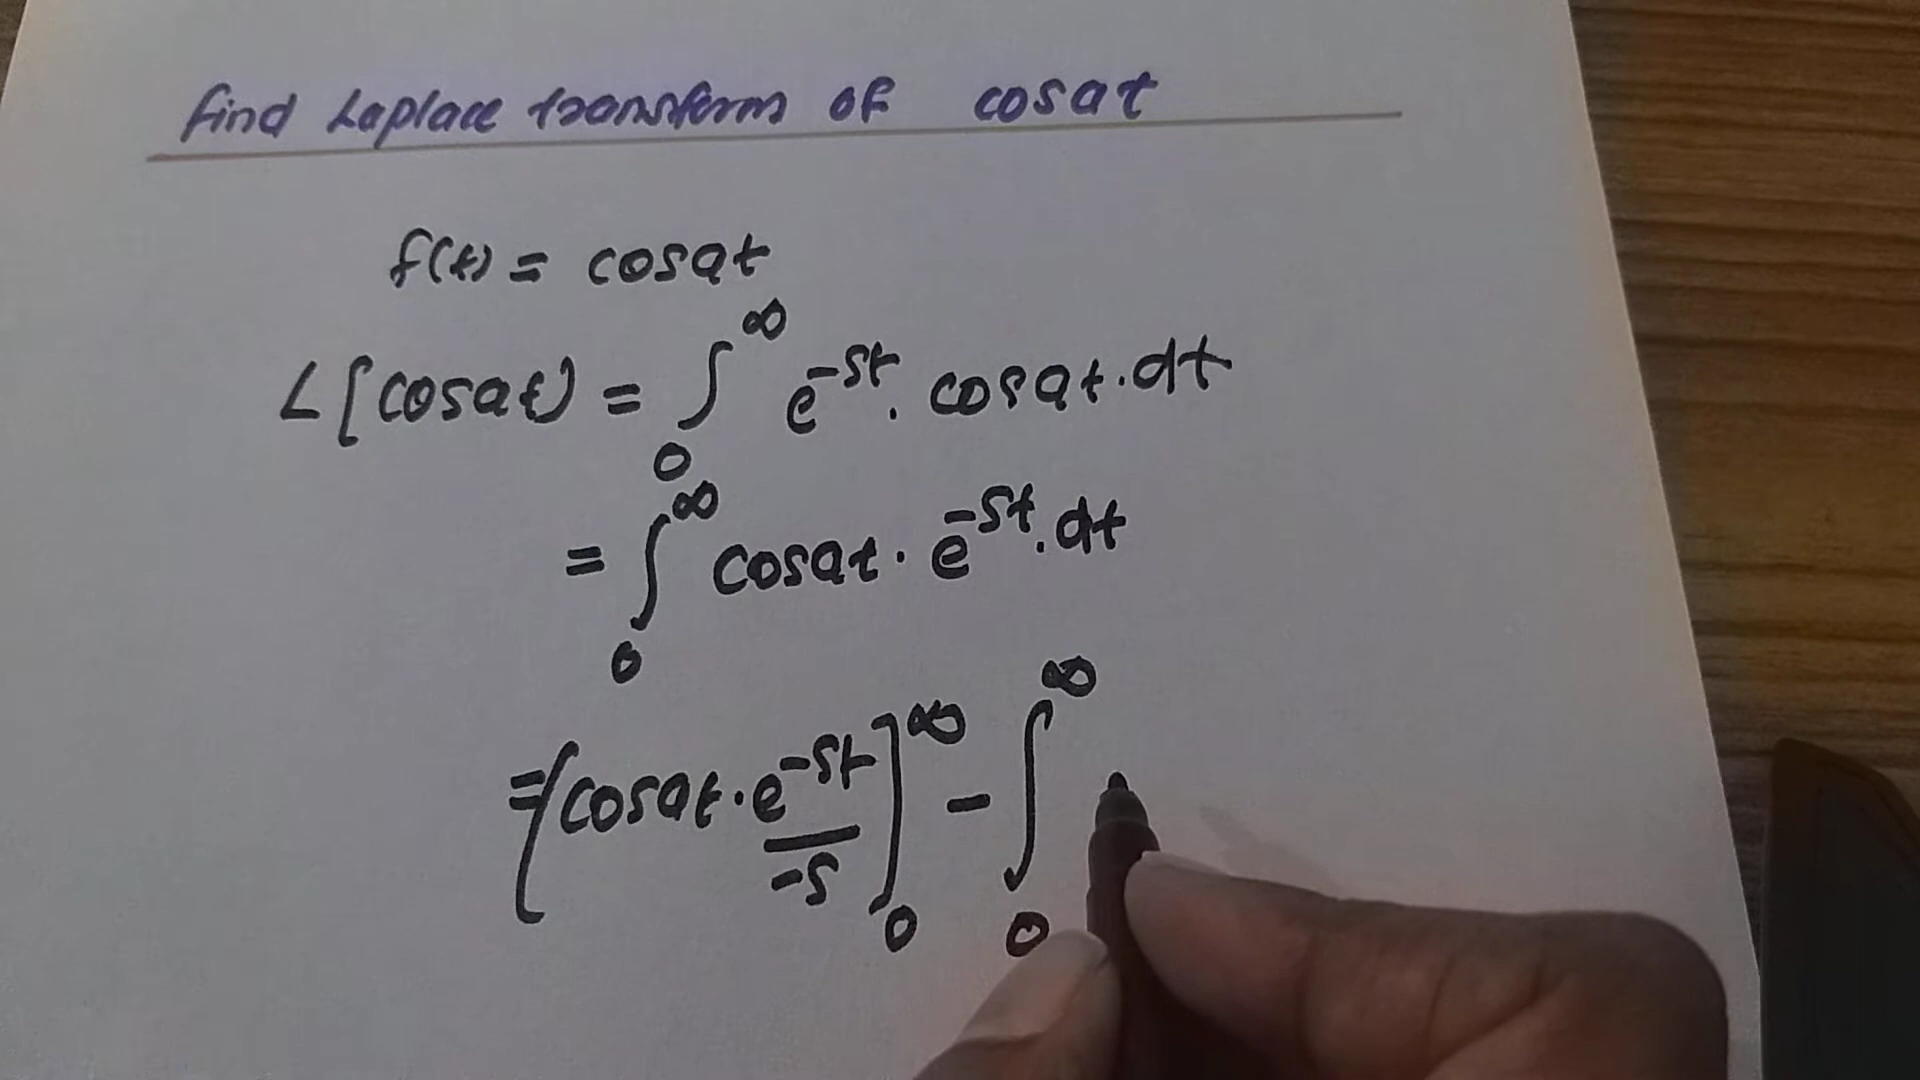 Find Laplace transform of cosat
f(t) = cosat
L[cosat) = ∫₀^∞ e^-st . cosat.dt
= ∫₀^∞ cosat . e^-st . dt
= [cosat . e^-st / -s]₀^∞ - ∫₀^∞